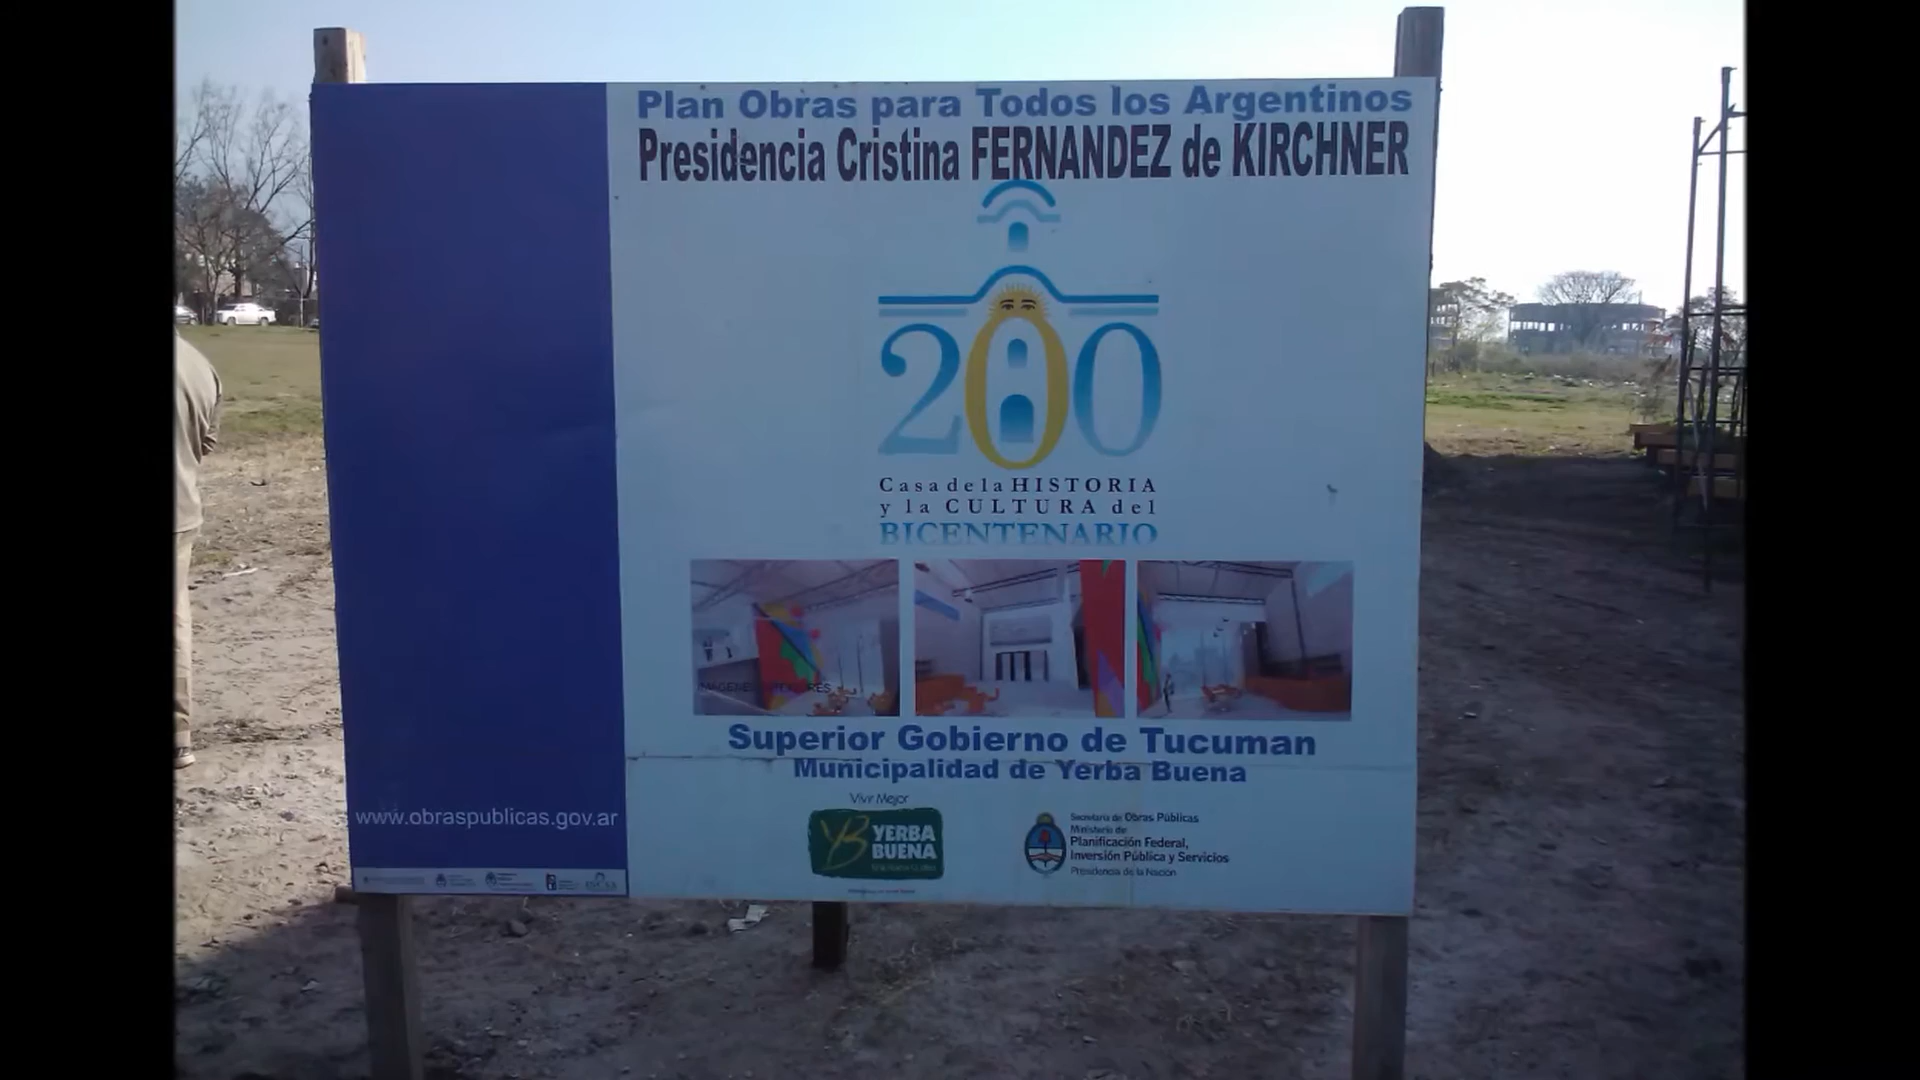 Plan Obras para Todos los Argentinos
Presidencia Cristina FERNANDEZ de KIRCHNER
200
Casa de la HISTORIA
y la CULTURA del
BICENTENARIO
Superior Gobierno de Tucuman
Municipalidad de Yerba Buena
Vivir Mejor
YB YERBA
BUENA
Secretaría de Obras Públicas
Ministerio de
Planificación Federal,
Inversión Pública y Servicios
Presidencia de la Nación
www.obraspublicas.gov.ar